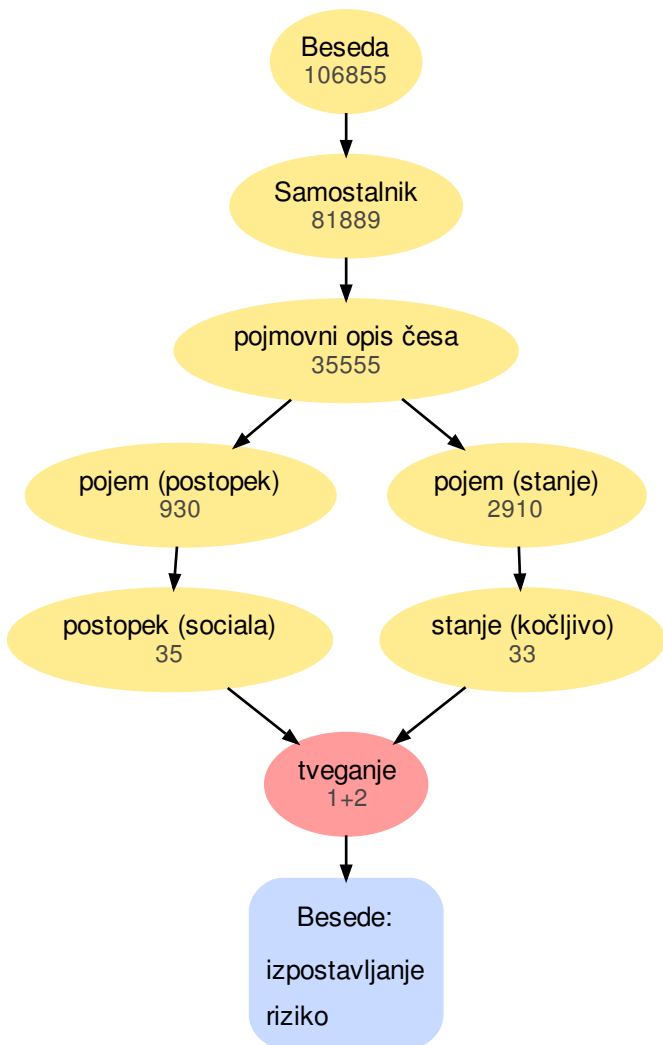 Beseda
106855
Samostalnik
81889
pojmovni opis česa
35555
pojem (postopek)
930
pojem (stanje)
2910
postopek (sociala)
35
stanje (kočljivo)
33
tveganje
1+2
Besede:
izpostavljanje
riziko